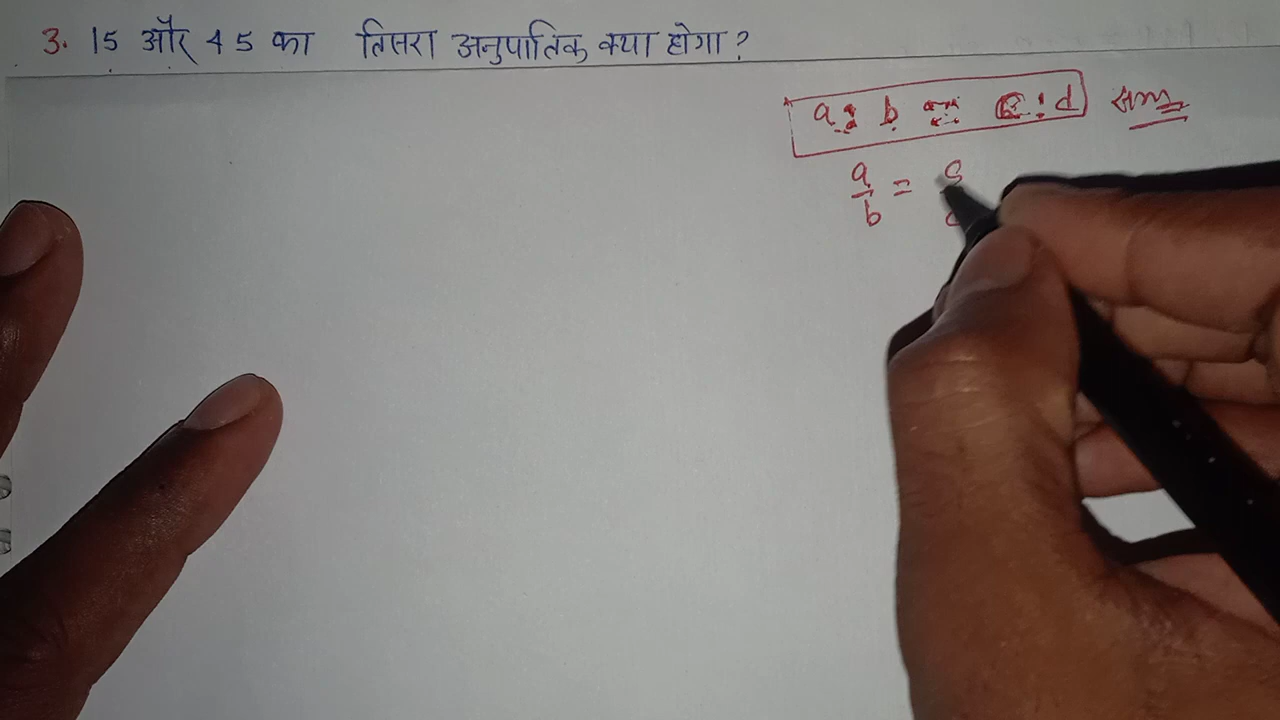 3. 15 और 45 का तिसरा अनुपातिक क्या होगा?
a : b :: c : d
a/b = c